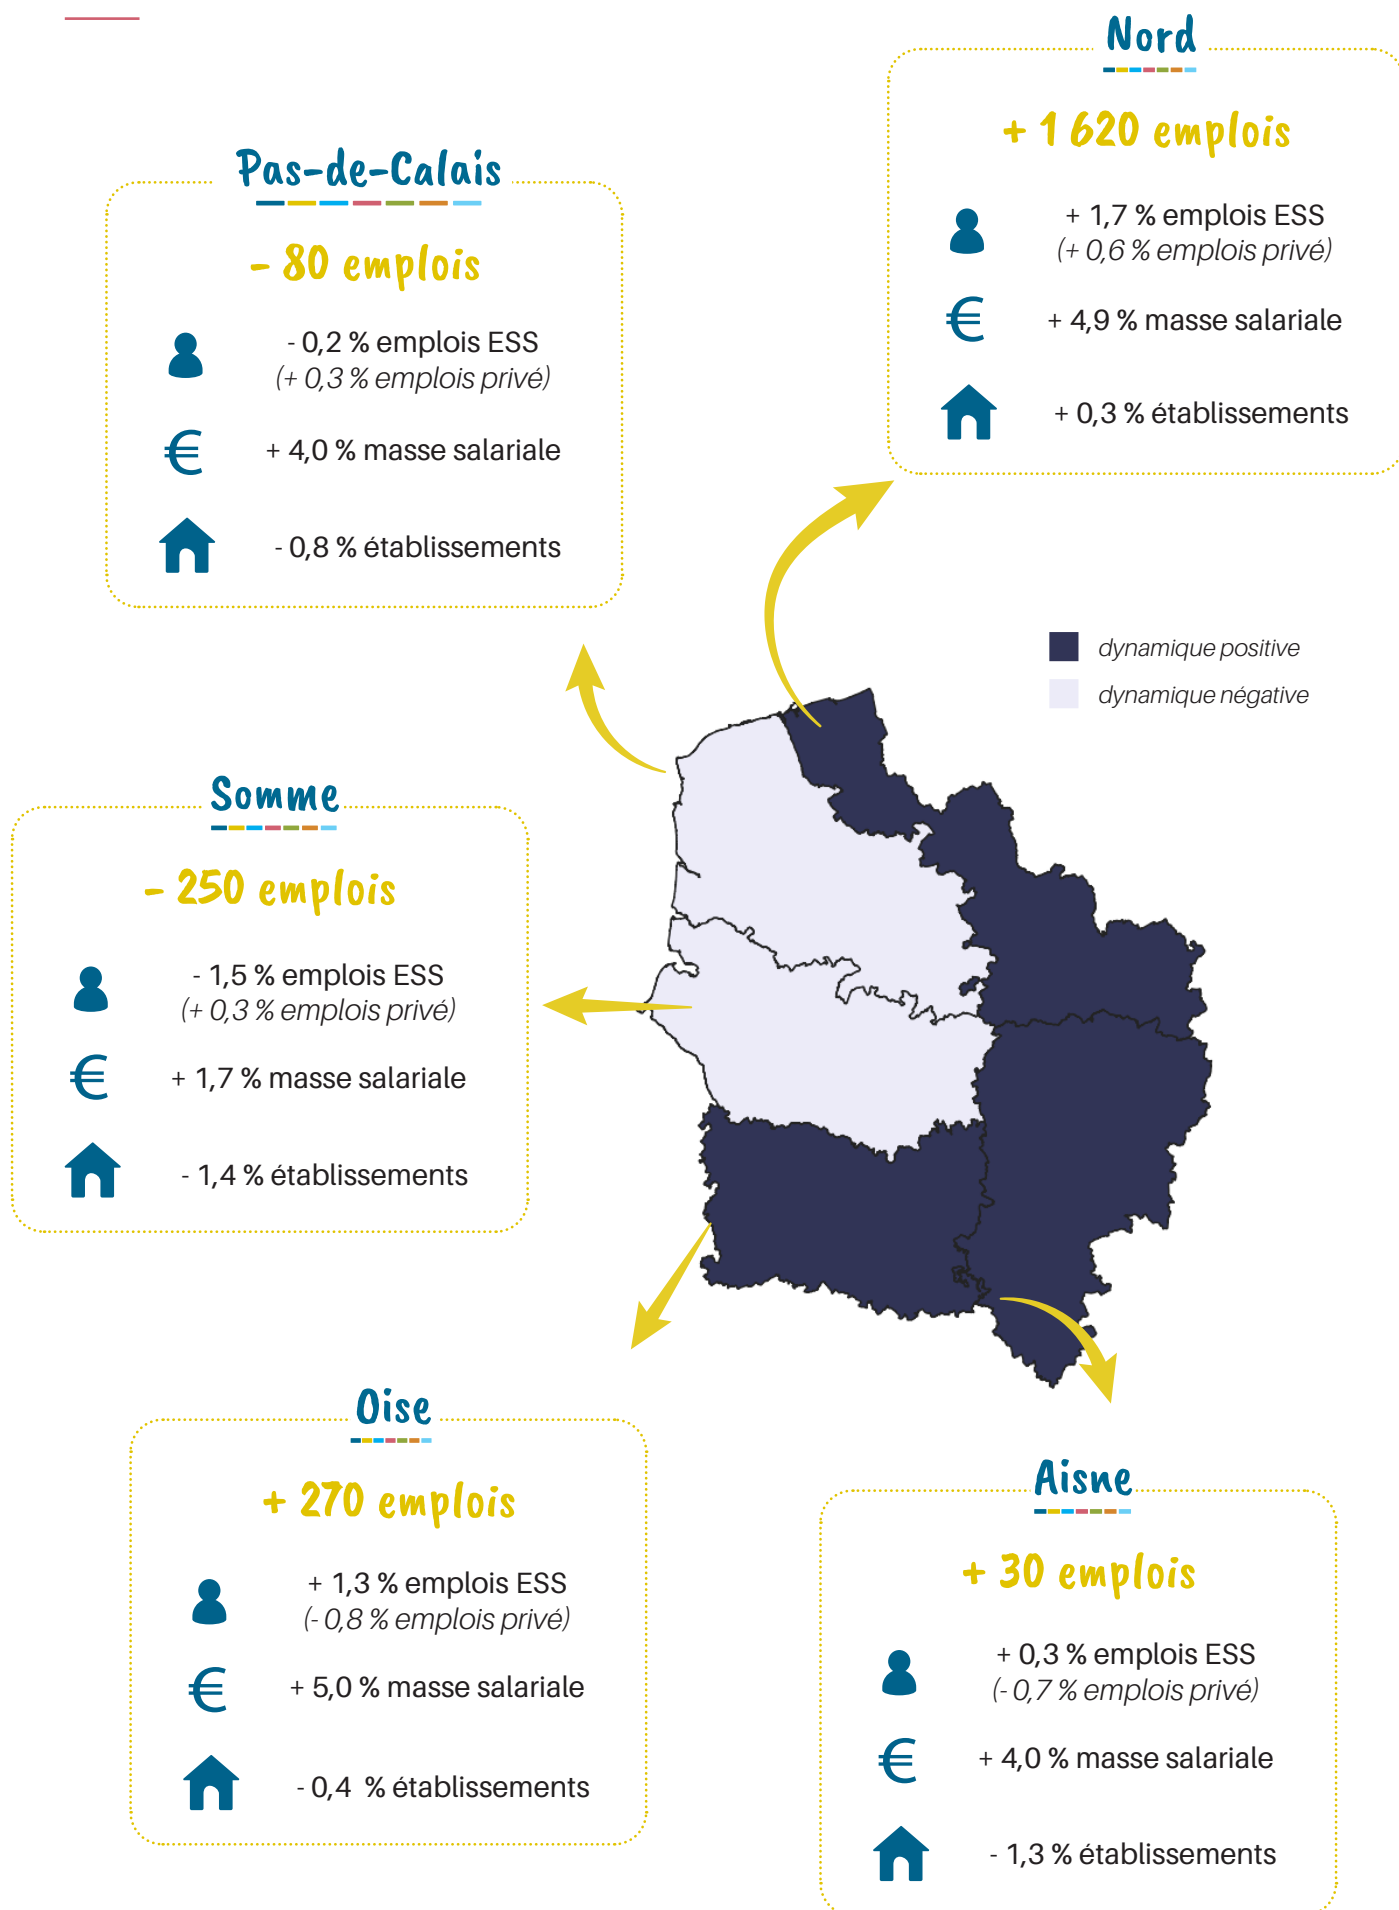 Nord
+ 1 620 emplois
+ 1,7 % emplois ESS
(+ 0,6 % emplois privé)
€
+ 4,9 % masse salariale
+ 0,3 % établissements
Pas-de-Calais
- 80 emplois
- 0,2 % emplois ESS
(+ 0,3 % emplois privé)
€
+ 4,0 % masse salariale
- 0,8 % établissements
dynamique positive
dynamique négative
Somme
- 250 emplois
- 1,5 % emplois ESS
(+ 0,3 % emplois privé)
€
+ 1,7 % masse salariale
- 1,4 % établissements
Oise
+ 270 emplois
+ 1,3 % emplois ESS
(- 0,8 % emplois privé)
€
+ 5,0 % masse salariale
- 0,4 % établissements
Aisne
+ 30 emplois
+ 0,3 % emplois ESS
(- 0,7 % emplois privé)
€
+ 4,0 % masse salariale
- 1,3 % établissements